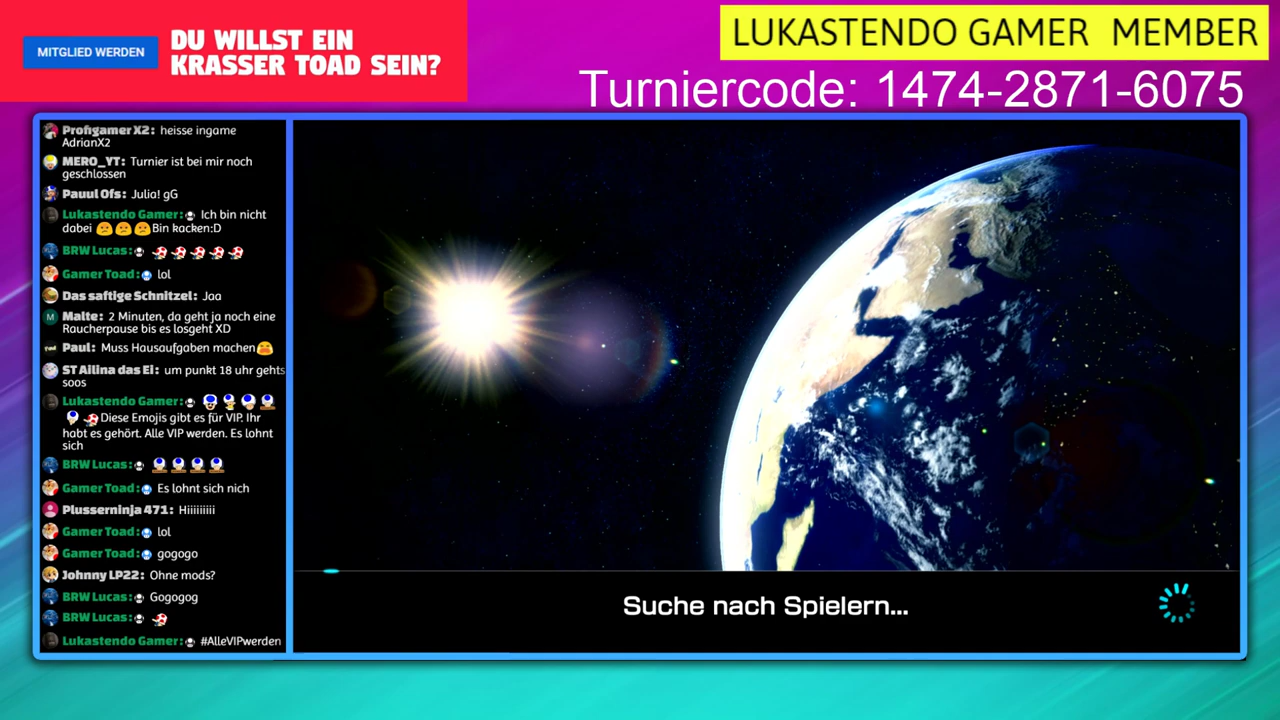 MITGLIED WERDEN
DU WILLST EIN
KRASSER TOAD SEIN?
LUKASTENDO GAMER MEMBER
Turniercode: 1474-2871-6075
Profigamer X2: heisse ingame
AdrianX2
MERO_YT: Turnier ist bei mir noch
geschlossen
Pauul Ofs: Julia! gG
Lukastendo Gamer: Ich bin nicht
dabei Bin kacken:D
BRW Lucas:
Gamer Toad: lol
Das saftige Schnitzel: Jaa
M Malte: 2 Minuten, da geht ja noch eine
Raucherpause bis es losgeht XD
Paul: Muss Hausaufgaben machen
ST Ailina das Ei: um punkt 18 uhr gehts
soos
Lukastendo Gamer:
Diese Emojis gibt es für VIP. Ihr
habt es gehört. Alle VIP werden. Es lohnt
sich
BRW Lucas:
Gamer Toad: Es lohnt sich nich
Plusserninja 471: Hiiiiiiiii
Gamer Toad: lol
Gamer Toad: gogogo
Johnny LP22: Ohne mods?
BRW Lucas: Gogogog
BRW Lucas:
Lukastendo Gamer: #AlleVIPwerden
Suche nach Spielern...